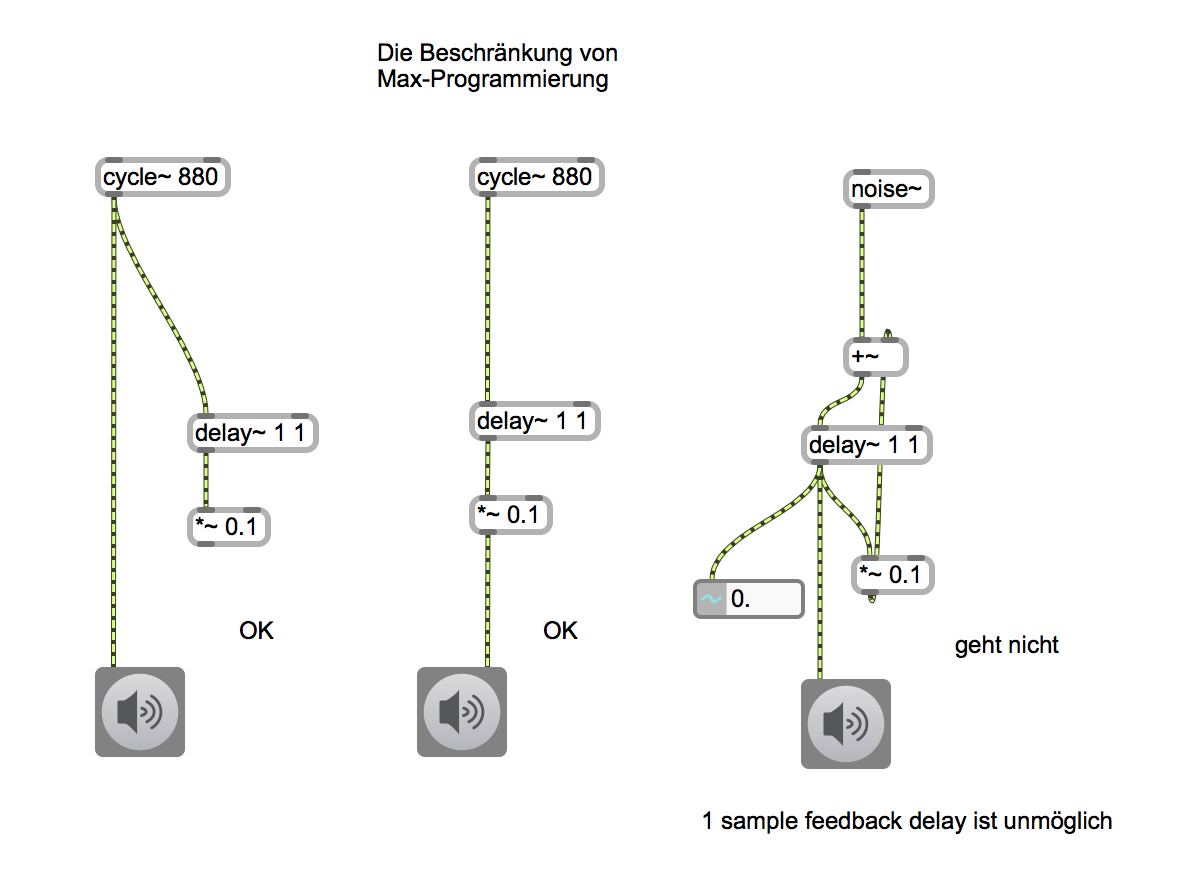 Die Beschränkung von
Max-Programmierung
cycle~ 880
cycle~ 880
noise~
+~
delay~ 1 1
delay~ 1 1
delay~ 1 1
*~ 0.1
*~ 0.1
*~ 0.1
~ 0.
OK
OK
geht nicht
1 sample feedback delay ist unmöglich